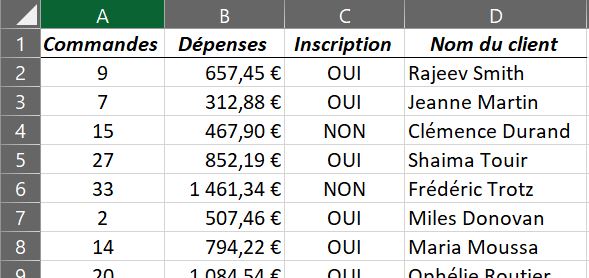 A B C D
1 Commandes Dépenses Inscription Nom du client
2 9 657,45 € OUI Rajeev Smith
3 7 312,88 € OUI Jeanne Martin
4 15 467,90 € NON Clémence Durand
5 27 852,19 € OUI Shaima Touir
6 33 1 461,34 € NON Frédéric Trotz
7 2 507,46 € OUI Miles Donovan
8 14 794,22 € OUI Maria Moussa
9 20 1 084,54 € OUI Ophélie Routier